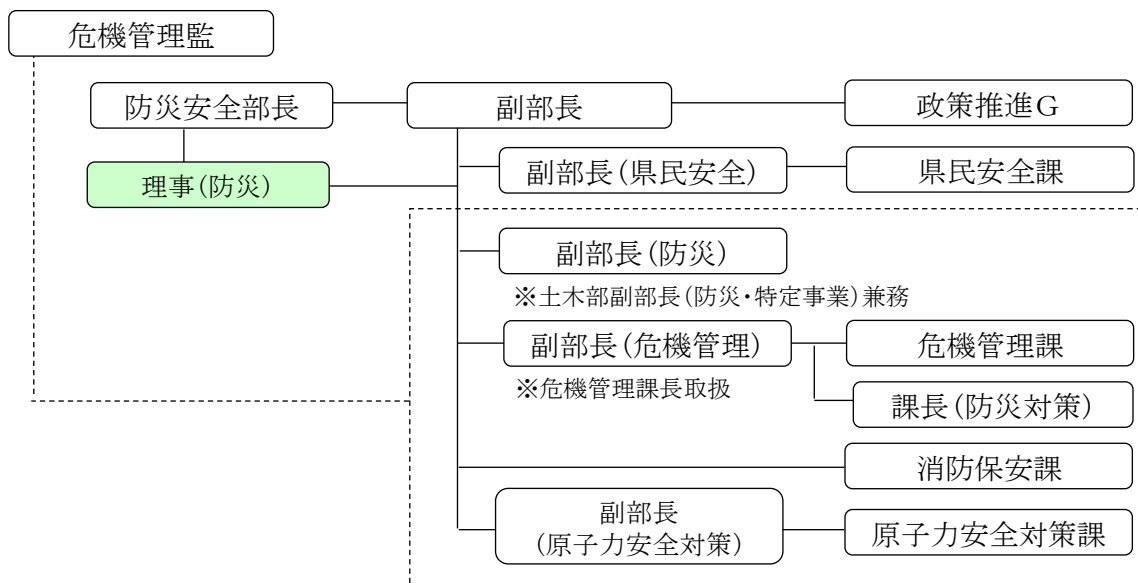 危機管理監
防災安全部長
副部長
政策推進G
理事(防災)
副部長(県民安全)
県民安全課
副部長(防災)
※土木部副部長(防災・特定事業)兼務
副部長(危機管理)
危機管理課
※危機管理課長取扱
課長(防災対策)
消防保安課
副部長
(原子力安全対策)
原子力安全対策課